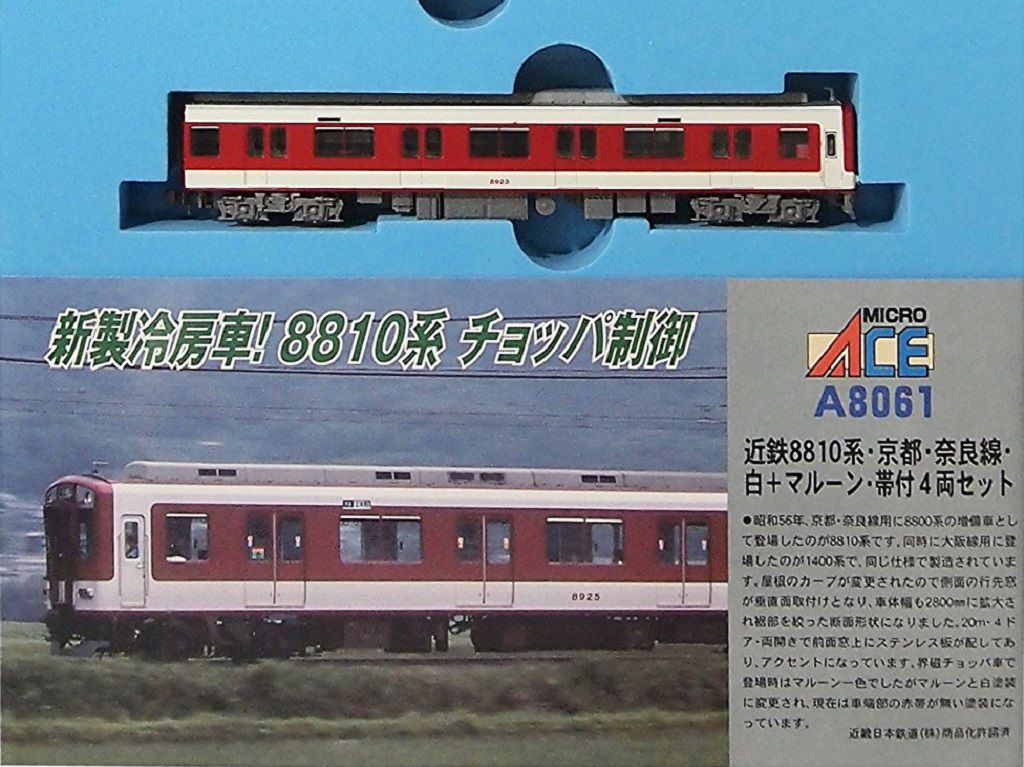 8923
新製冷房車! 8810系 チョッパ制御
MICRO
ACE
A8061
近鉄8810系・京都・奈良線・
白+マルーン・帯付4両セット
●昭和56年、京都・奈良線用に8800系の増備車とし
て登場したのが8810系です。同時に大阪線用に登
場したのが1400系で、同じ仕様で製造されていま
す。屋根のカーブが変更されたので側面の行先窓
が垂直面取付けとなり、車体幅も2800mmに拡大さ
れ裾部を絞った断面形状になりました。20m・4ド
ア・両開きで前面窓上にステンレス板が配してあ
り、アクセントになっています。界磁チョッパ車で
登場時はマルーン一色でしたがマルーンと白塗装
に変更され、現在は車端部の赤帯が無い塗装にな
っています。
近畿日本鉄道(株)商品化許諾済
8925